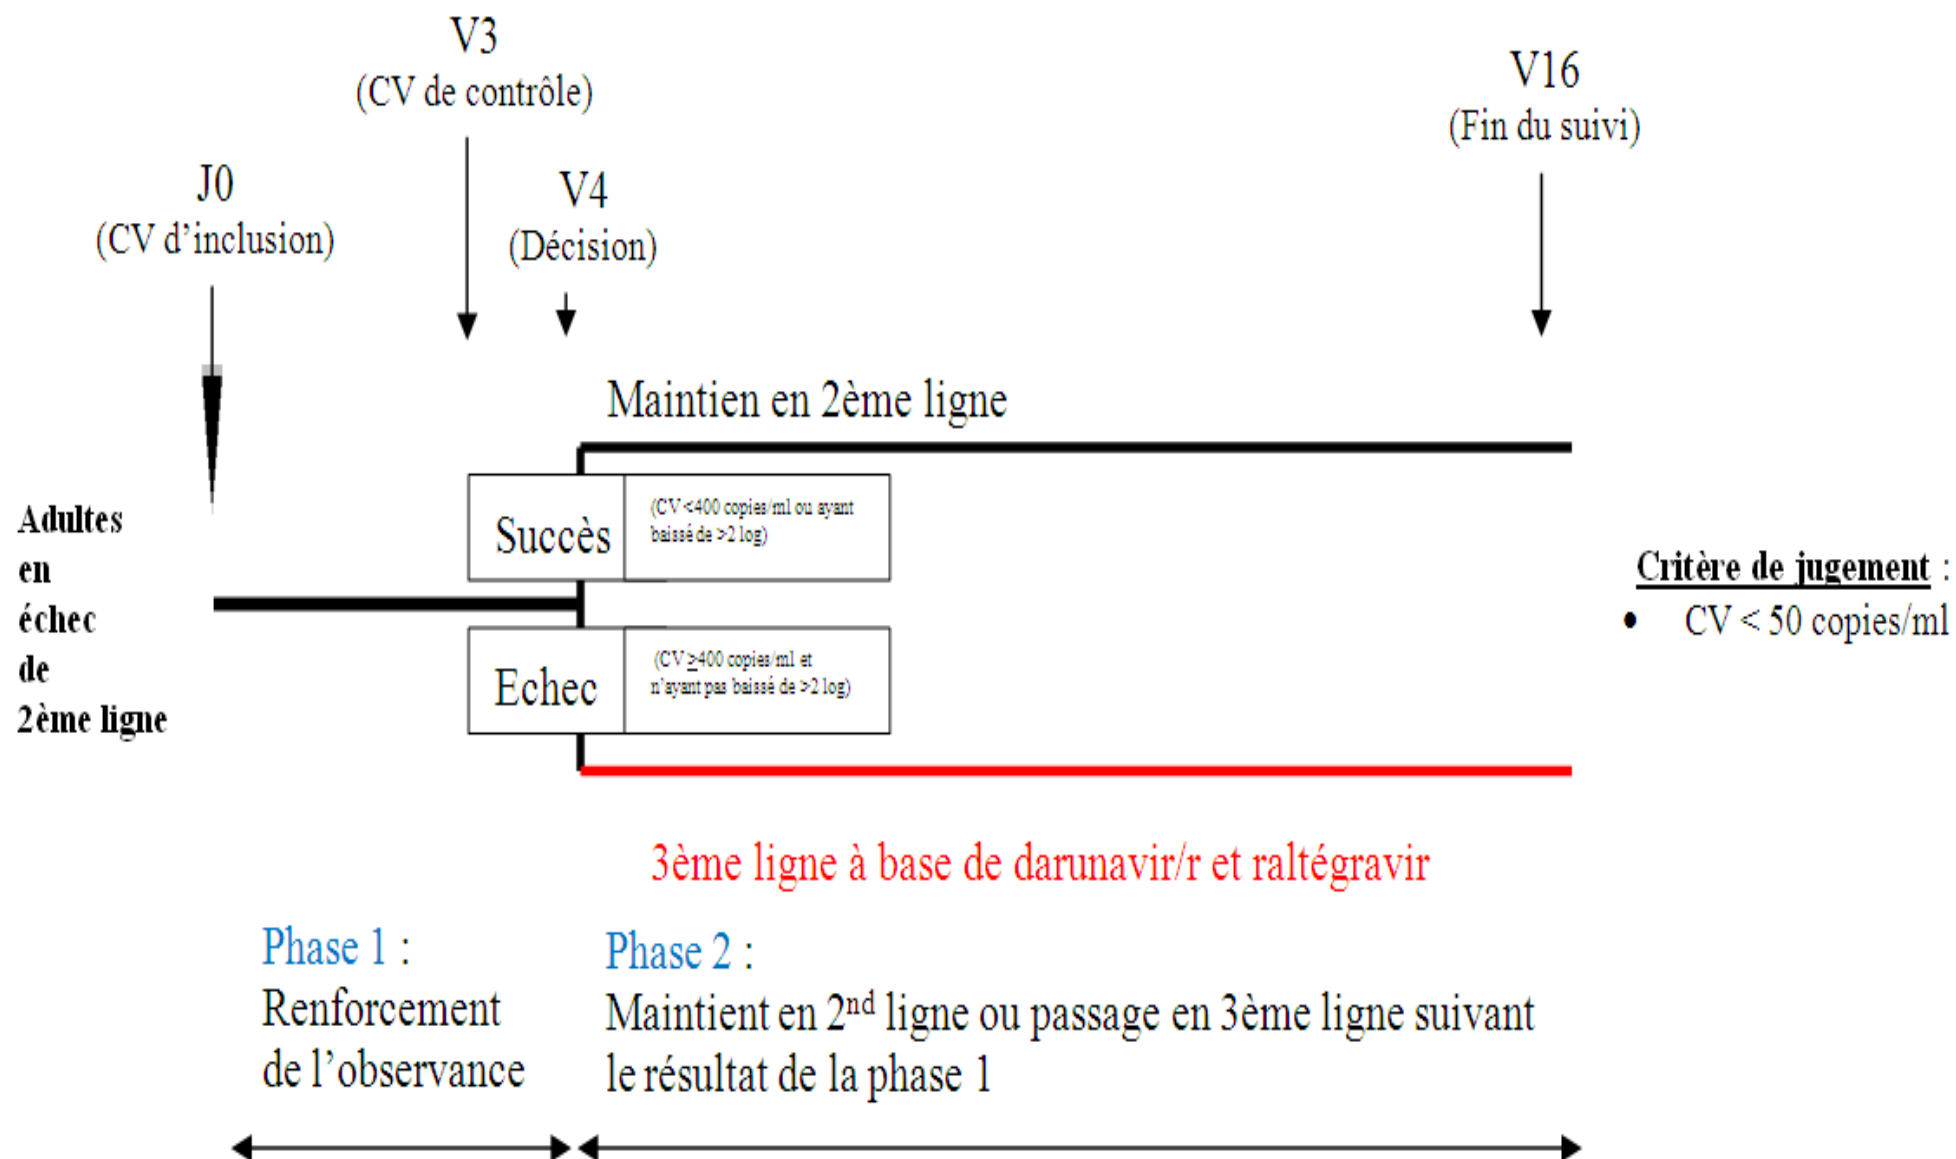 V3
(CV de contrôle)
V16
(Fin du suivi)
J0
(CV d’inclusion)
V4
(Décision)
Maintien en 2ème ligne
Adultes
en
échec
de
2ème ligne
Succès
(CV <400 copies/ml ou ayant
baissé de >2 log)
Echec
(CV ≥400 copies/ml et
n’ayant pas baissé de >2 log)
Critère de jugement :
• CV < 50 copies/ml
3ème ligne à base de darunavir/r et raltégravir
Phase 1 :
Renforcement
de l’observance
Phase 2 :
Maintient en 2nd ligne ou passage en 3ème ligne suivant
le résultat de la phase 1